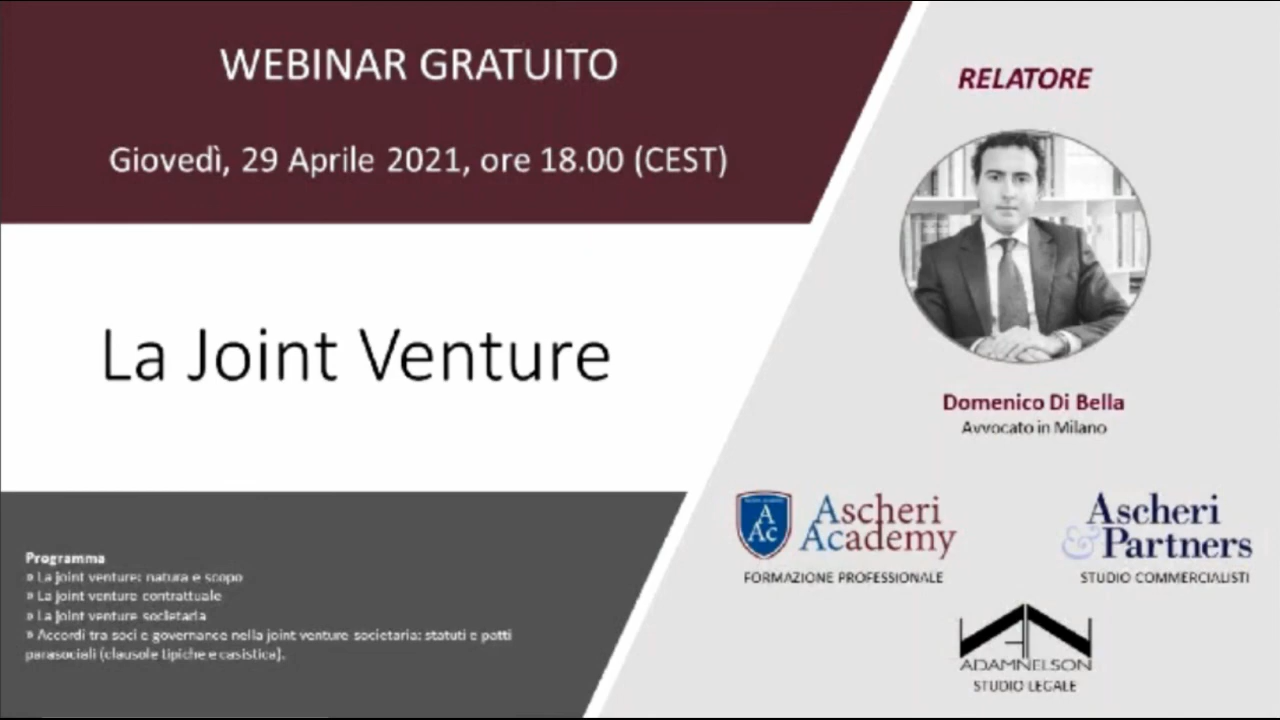 WEBINAR GRATUITO
Giovedì, 29 Aprile 2021, ore 18.00 (CEST)
La Joint Venture
Programma
» La joint venture: natura e scopo
» La joint venture contrattuale
» La joint venture societaria
» Accordi tra soci e governance nella joint venture societaria: statuti e patti
parasociali (clausole tipiche e casistica).
RELATORE
Domenico Di Bella
Avvocato in Milano
A
Ac
Ascheri
Academy
FORMAZIONE PROFESSIONALE
Ascheri
& Partners
STUDIO COMMERCIALISTI
ADAMNELSON
STUDIO LEGALE